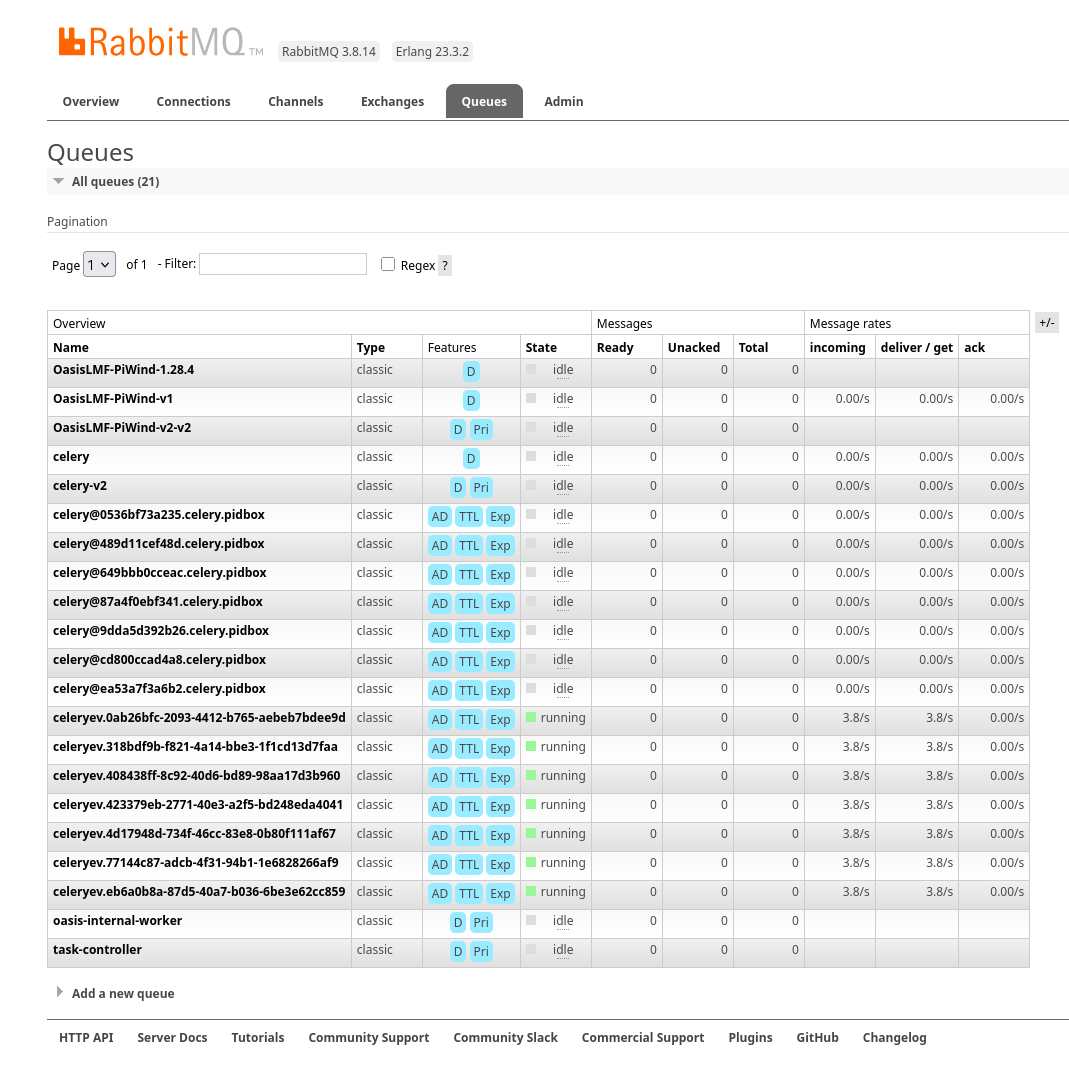 RabbitMQ TM RabbitMQ 3.8.14 Erlang 23.3.2
Overview Connections Channels Exchanges Queues Admin
Queues
All queues (21)
Pagination
Page 1 of 1 - Filter: Regex ?
Overview Messages Message rates +/-
Name Type Features State Ready Unacked Total incoming deliver / get ack
OasisLMF-PiWind-1.28.4 classic D idle 0 0 0
OasisLMF-PiWind-v1 classic D idle 0 0 0 0.00/s 0.00/s 0.00/s
OasisLMF-PiWind-v2-v2 classic D Pri idle 0 0 0
celery classic D idle 0 0 0 0.00/s 0.00/s 0.00/s
celery-v2 classic D Pri idle 0 0 0 0.00/s 0.00/s 0.00/s
celery@0536bf73a235.celery.pidbox classic AD TTL Exp idle 0 0 0 0.00/s 0.00/s 0.00/s
celery@489d11cef48d.celery.pidbox classic AD TTL Exp idle 0 0 0 0.00/s 0.00/s 0.00/s
celery@649bbb0cceac.celery.pidbox classic AD TTL Exp idle 0 0 0 0.00/s 0.00/s 0.00/s
celery@87a4f0ebf341.celery.pidbox classic AD TTL Exp idle 0 0 0 0.00/s 0.00/s 0.00/s
celery@9dda5d392b26.celery.pidbox classic AD TTL Exp idle 0 0 0 0.00/s 0.00/s 0.00/s
celery@cd800ccad4a8.celery.pidbox classic AD TTL Exp idle 0 0 0 0.00/s 0.00/s 0.00/s
celery@ea53a7f3a6b2.celery.pidbox classic AD TTL Exp idle 0 0 0 0.00/s 0.00/s 0.00/s
celeryev.0ab26bfc-2093-4412-b765-aebeb7bdee9d classic AD TTL Exp running 0 0 0 3.8/s 3.8/s 0.00/s
celeryev.318bdf9b-f821-4a14-bbe3-1f1cd13d7faa classic AD TTL Exp running 0 0 0 3.8/s 3.8/s 0.00/s
celeryev.408438ff-8c92-40d6-bd89-98aa17d3b960 classic AD TTL Exp running 0 0 0 3.8/s 3.8/s 0.00/s
celeryev.423379eb-2771-40e3-a2f5-bd248eda4041 classic AD TTL Exp running 0 0 0 3.8/s 3.8/s 0.00/s
celeryev.4d17948d-734f-46cc-83e8-0b80f111af67 classic AD TTL Exp running 0 0 0 3.8/s 3.8/s 0.00/s
celeryev.77144c87-adcb-4f31-94b1-1e6828266af9 classic AD TTL Exp running 0 0 0 3.8/s 3.8/s 0.00/s
celeryev.eb6a0b8a-87d5-40a7-b036-6be3e62cc859 classic AD TTL Exp running 0 0 0 3.8/s 3.8/s 0.00/s
oasis-internal-worker classic D Pri idle 0 0 0
task-controller classic D Pri idle 0 0 0
Add a new queue
HTTP API Server Docs Tutorials Community Support Community Slack Commercial Support Plugins GitHub Changelog